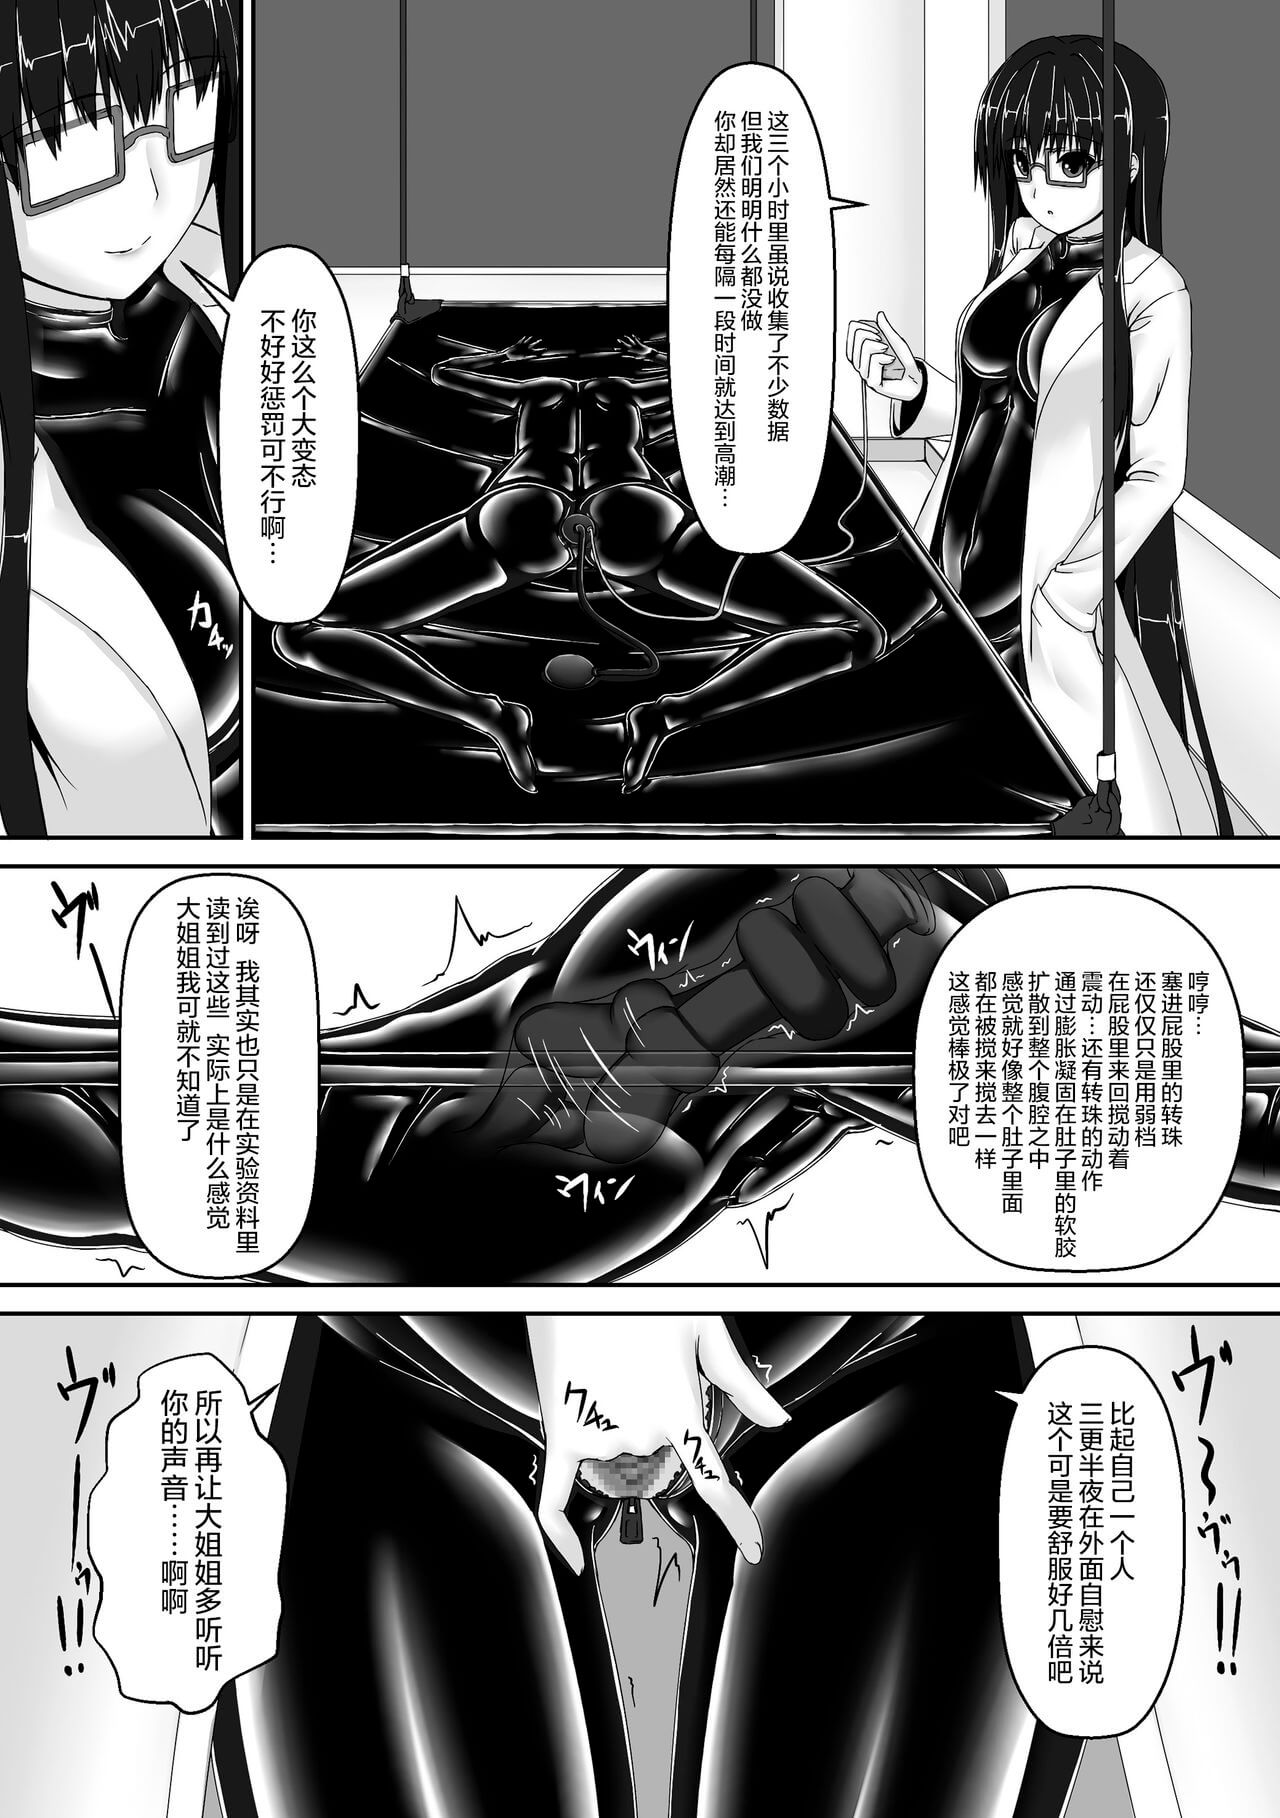 这三个小时里虽说收集了不少数据
但我们明明什么都没做
你却居然还能每隔一段时间就达到高潮…
你这么个大变态
不好好惩罚可不行啊…
カチッ
哼哼…
塞进屁股里的转珠
还仅仅只是用弱档
在屁股里来回搅动着
震动…还有转珠的动作
通过膨胀凝固在肚子里的软胶
扩散到整个腹腔之中
感觉就好像整个肚子里面
都在被搅来搅去一样
这感觉棒极了对吧
ウィン
ウィン
诶呀 我其实也只是在实验资料里
读到过这些 实际上是什么感觉
大姐姐我可就不知道了
ヴー
比起自己一个人
三更半夜在外面自慰来说
这个可是要舒服好几倍吧
ヴ〜ヴゥ!!
クチュ
クチュ
所以再让大姐姐多听听
你的声音……啊啊
ヴーヴゥ!!